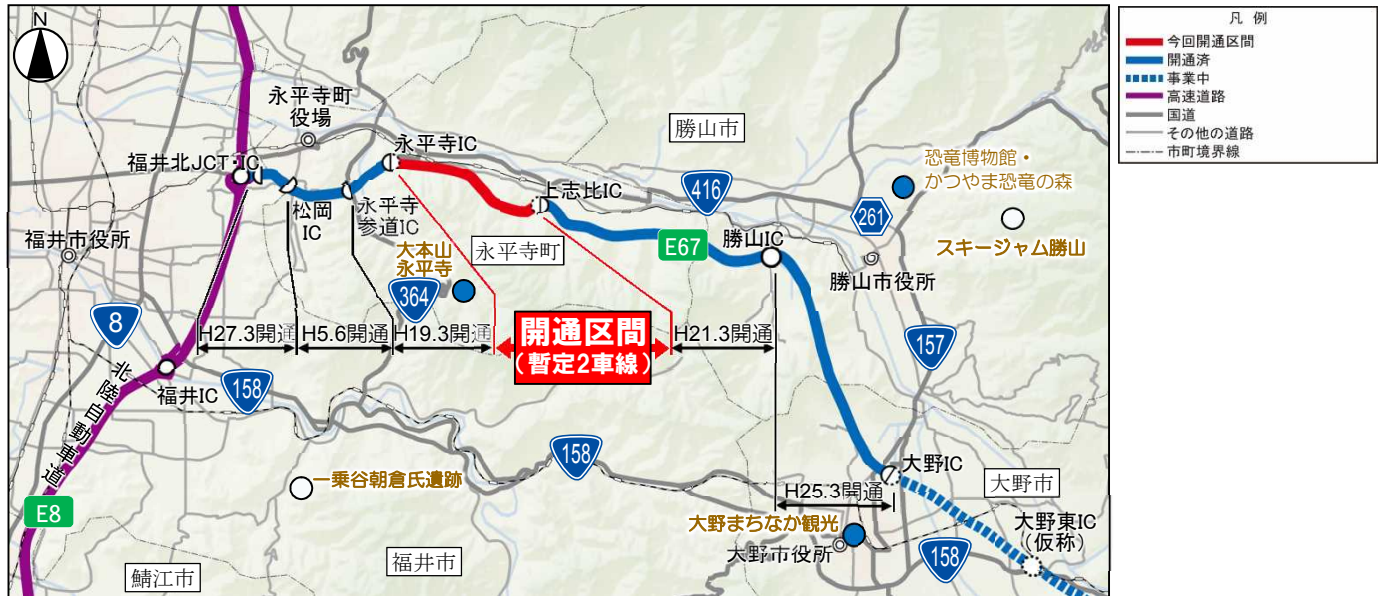 N
永平寺町
役場
永平寺IC
勝山市
福井北JCT・IC
上志比IC
416
恐竜博物館・
かつやま恐竜の森
261
松岡
IC
永平寺
参道IC
福井市役所
大本山
永平寺
永平寺町
E67
勝山IC
勝山市役所
スキージャム勝山
364
8
H27.3開通
H5.6開通
H19.3開通
開通区間
(暫定2車線)
H21.3開通
157
福井IC
158
北陸自動車道
158
一乗谷朝倉氏遺跡
大野IC
大野市
H25.3開通
E8
大野まちなか観光
大野市役所
大野東IC
(仮称)
158
福井市
鯖江市
凡 例
今回開通区間
開通済
事業中
高速道路
国道
その他の道路
市町境界線